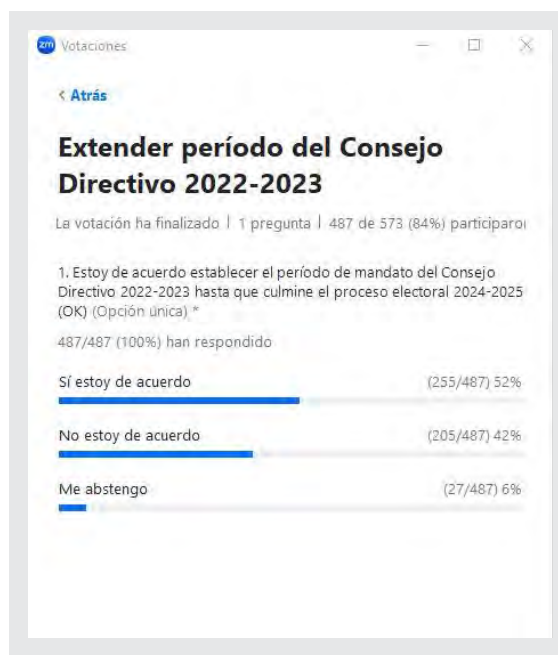 zm Votaciones
< Atrás
Extender período del Consejo
Directivo 2022-2023
La votación ha finalizado | 1 pregunta | 487 de 573 (84%) participaro
1. Estoy de acuerdo establecer el período de mandato del Consejo
Directivo 2022-2023 hasta que culmine el proceso electoral 2024-2025
(OK) (Opción única) *
487/487 (100%) han respondido
Sí estoy de acuerdo (255/487) 52%
No estoy de acuerdo (205/487) 42%
Me abstengo (27/487) 6%